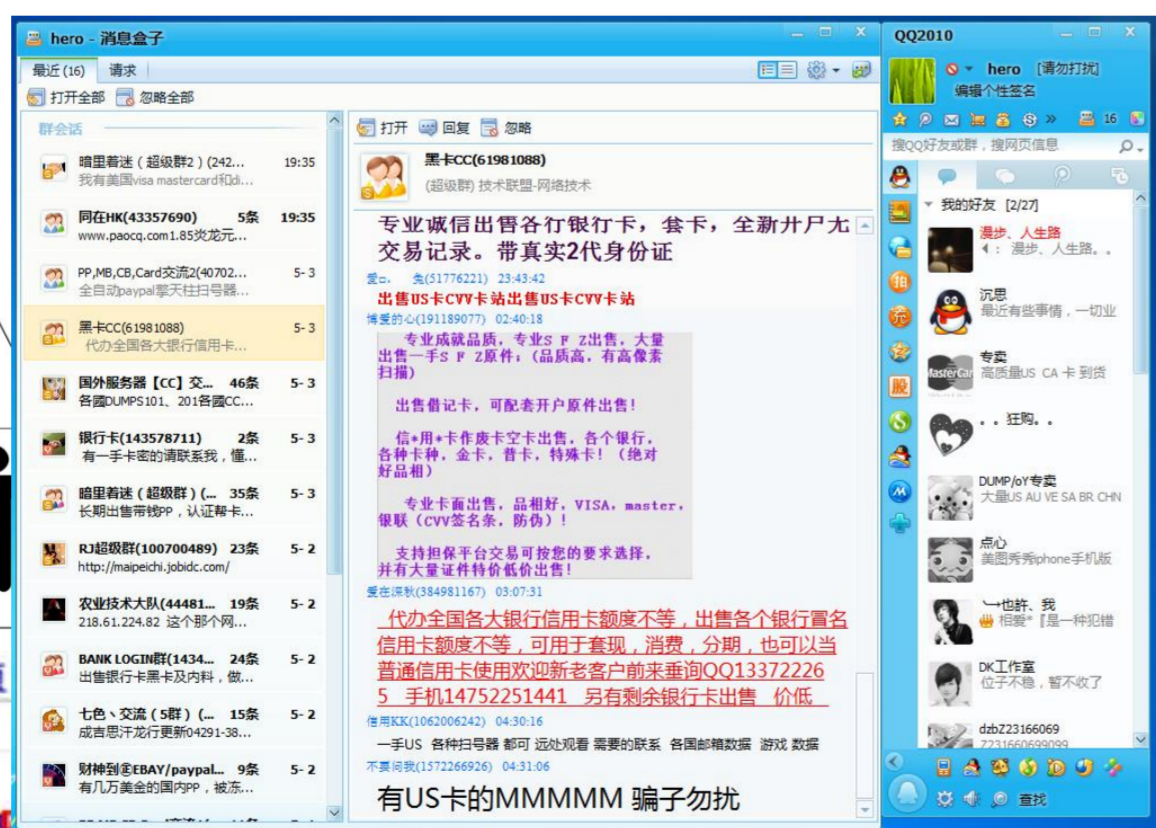 hero - 消息盒子
最近(16) 请求
打开全部 忽略全部
群会话
暗里着迷（超级群2）(242... 19:35
我有美国visa mastercard和di...
同在HK(43357690) 5条 19:35
www.paocq.com1.85炎龙元...
PP,MB,CB,Card交流2(40702... 5- 3
全自动paypal擎天柱扫号器...
黑卡CC(61981088) 5- 3
代办全国各大银行信用卡...
国外服务器【CC】交... 46条 5- 3
各國DUMPS101、201各國CC...
银行卡(143578711) 2条 5- 3
有一手卡密的请联系我，懂...
暗里着迷（超级群）(... 35条 5- 3
长期出售带钱PP，认证帮卡...
RJ超级群(100700489) 23条 5- 2
http://maipeichi.jobidc.com/
农业技术大队(44481... 19条 5- 2
218.61.224.82 这个那个网...
BANK LOGIN群(1434... 24条 5- 2
出售银行卡黑卡及内料，做...
七色、交流（5群）(... 15条 5- 2
成吉思汗龙行更新04291-38...
财神到㊣EBAY/paypal... 9条 5- 2
有几万美金的国内PP，被冻...
打开 回复 忽略
黑卡CC(61981088)
(超级群) 技术联盟-网络技术
专业诚信出售各行银行卡，套卡，全新开户无
交易记录。带真实2代身份证
兔(51776221) 23:43:42
出售US卡CVV卡站出售US卡CVV卡站
博爱的心(191189077) 02:40:18
专业成就品质，专业S F Z出售，大量
出售一手S F Z原件；(品质高，有高像素
扫描)
出售借记卡，可配套开户原件出售！
信*用*卡作废卡空卡出售，各个银行，
各种卡种，金卡，普卡，特殊卡！（绝对
好品相）
专业卡面出售，品相好，VISA，master，
银联（CVV签名条，防伪）！
支持担保平台交易可按您的要求选择，
并有大量证件特价低价出售！
爱在深秋(384981167) 03:07:31
代办全国各大银行信用卡额度不等，出售各个银行冒名
信用卡额度不等，可用于套现，消费，分期，也可以当
普通信用卡使用欢迎新老客户前来垂询QQ13372226
5 手机14752251441 另有剩余银行卡出售 价低
信用KK(1062006242) 04:30:16
一手US 各种扫号器 都可 远处观看 需要的联系 各国邮箱数据 游戏 数据
不要问我(1572266926) 04:31:06
有US卡的MMMMM 骗子勿扰
QQ2010
hero [请勿打扰]
编辑个性签名
16
搜QQ好友或群，搜网页信息
我的好友 [2/27]
漫步、人生路
：漫步、人生路。。
沉思
最近有些事情，一切业
专卖
高质量US CA 卡 到货
。。狂购。。
DUMP/oY专卖
大量US AU VE SA BR CHN
点心
美图秀秀iphone手机版
╰→也許、我
相爱*『是一种犯错
DK工作室
位子不稳，暂不收了
dzbZ23166069
Z231660699099
查找